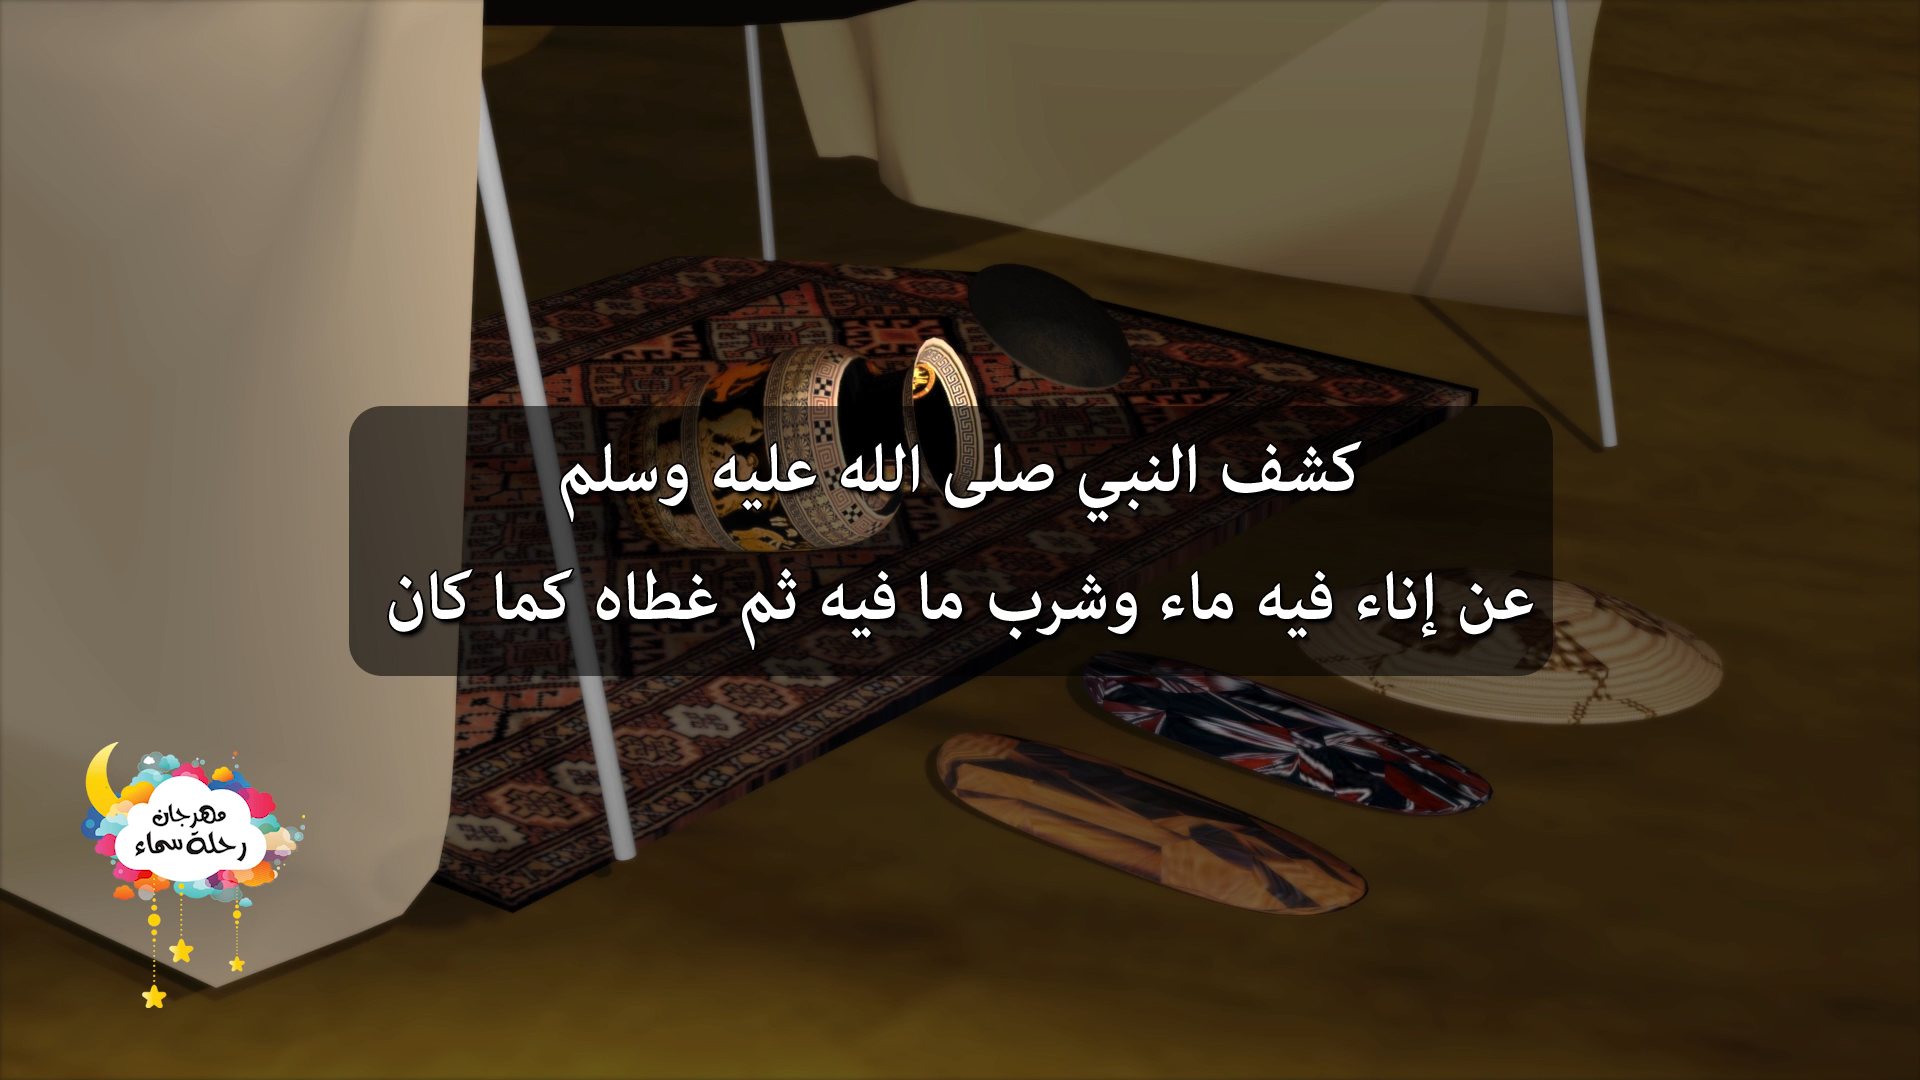 كشف النبي صلى الله عليه وسلم
عن إناء فيه ماء وشرب ما فيه ثم غطاه كما كان
مهرجان
رحلة سماء